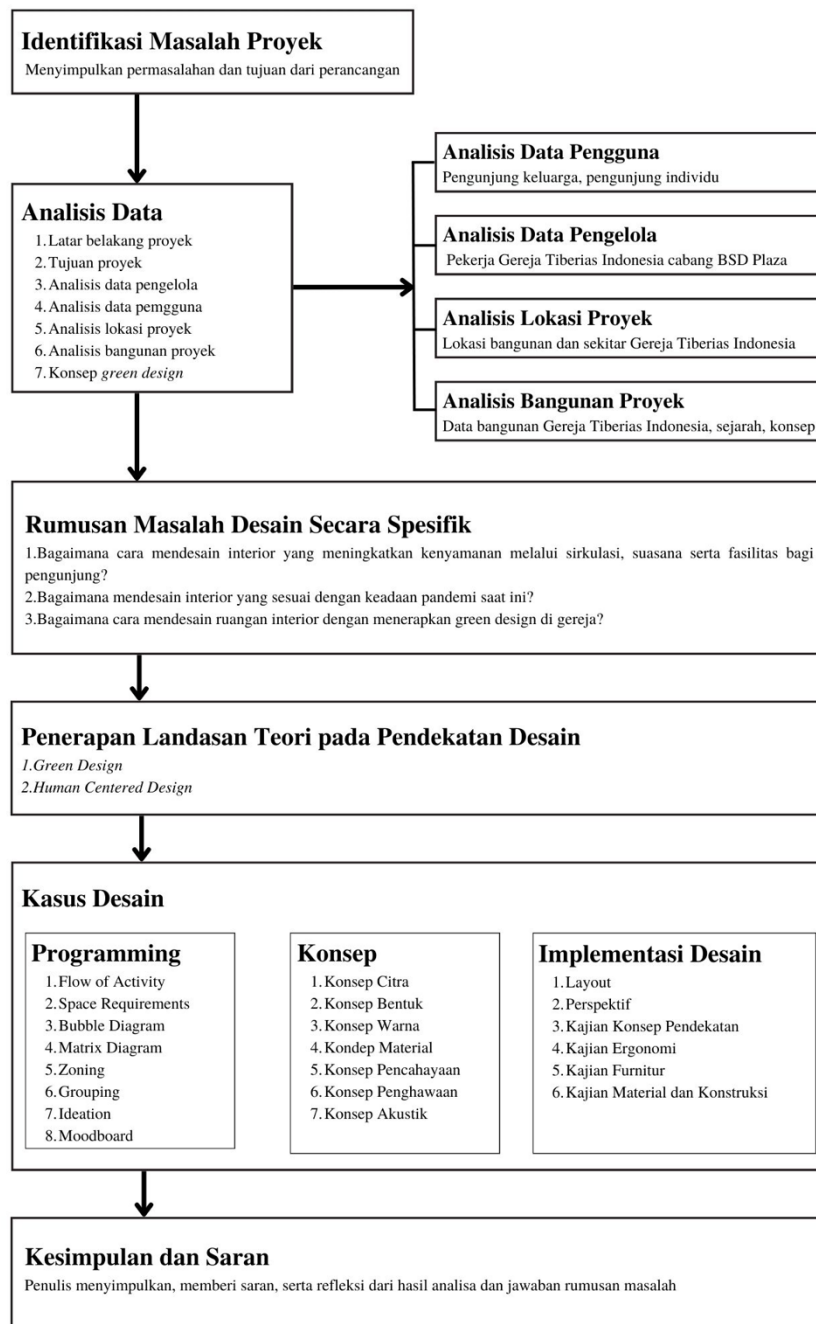 Identifikasi Masalah Proyek
Menyimpulkan permasalahan dan tujuan dari perancangan
Analisis Data
1. Latar belakang proyek
2. Tujuan proyek
3. Analisis data pengelola
4. Analisis data pemgguna
5. Analisis lokasi proyek
6. Analisis bangunan proyek
7. Konsep green design
Analisis Data Pengguna
Pengunjung keluarga, pengunjung individu
Analisis Data Pengelola
Pekerja Gereja Tiberias Indonesia cabang BSD Plaza
Analisis Lokasi Proyek
Lokasi bangunan dan sekitar Gereja Tiberias Indonesia
Analisis Bangunan Proyek
Data bangunan Gereja Tiberias Indonesia, sejarah, konsep
Rumusan Masalah Desain Secara Spesifik
1.Bagaimana cara mendesain interior yang meningkatkan kenyamanan melalui sirkulasi, suasana serta fasilitas bagi
pengunjung?
2.Bagaimana mendesain interior yang sesuai dengan keadaan pandemi saat ini?
3.Bagaimana cara mendesain ruangan interior dengan menerapkan green design di gereja?
Penerapan Landasan Teori pada Pendekatan Desain
1.Green Design
2.Human Centered Design
Kasus Desain
Programming
1.Flow of Activity
2.Space Requirements
3.Bubble Diagram
4.Matrix Diagram
5.Zoning
6.Grouping
7.Ideation
8.Moodboard
Konsep
1.Konsep Citra
2.Konsep Bentuk
3.Konsep Warna
4.Kondep Material
5.Konsep Pencahayaan
6.Konsep Penghawaan
7.Konsep Akustik
Implementasi Desain
1.Layout
2.Perspektif
3.Kajian Konsep Pendekatan
4.Kajian Ergonomi
5.Kajian Furnitur
6.Kajian Material dan Konstruksi
Kesimpulan dan Saran
Penulis menyimpulkan, memberi saran, serta refleksi dari hasil analisa dan jawaban rumusan masalah